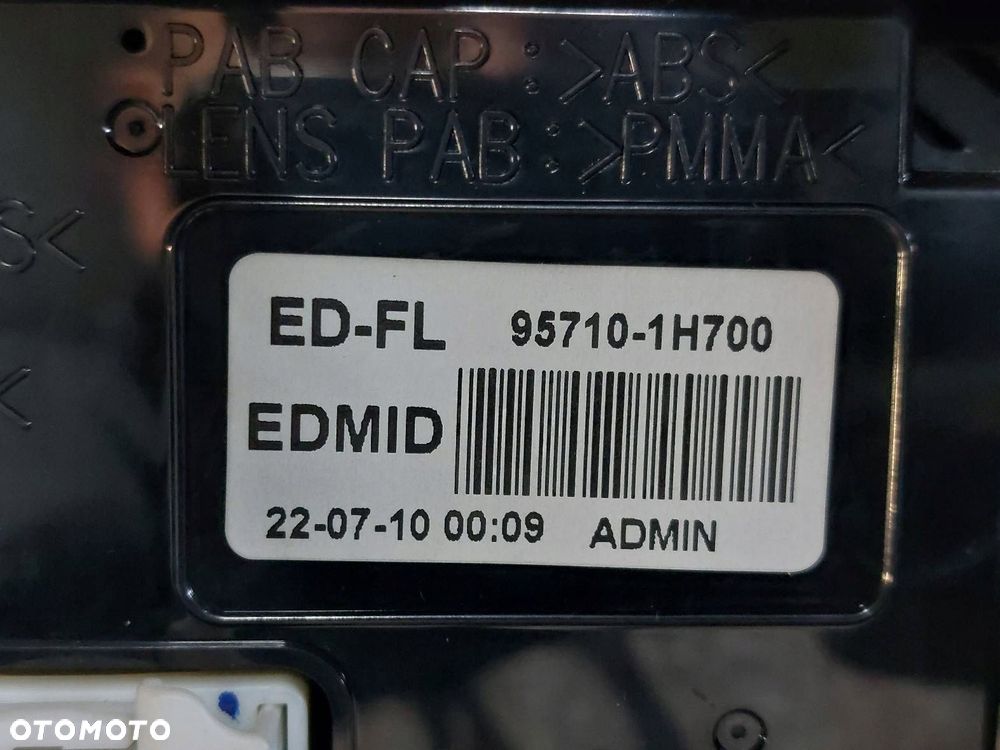 PAB CAP : >ABS<
LENS PAB : >PMMA<
S<
<
ED-FL 95710-1H700
EDMID
22-07-10 00:09 ADMIN
OTOMOTO